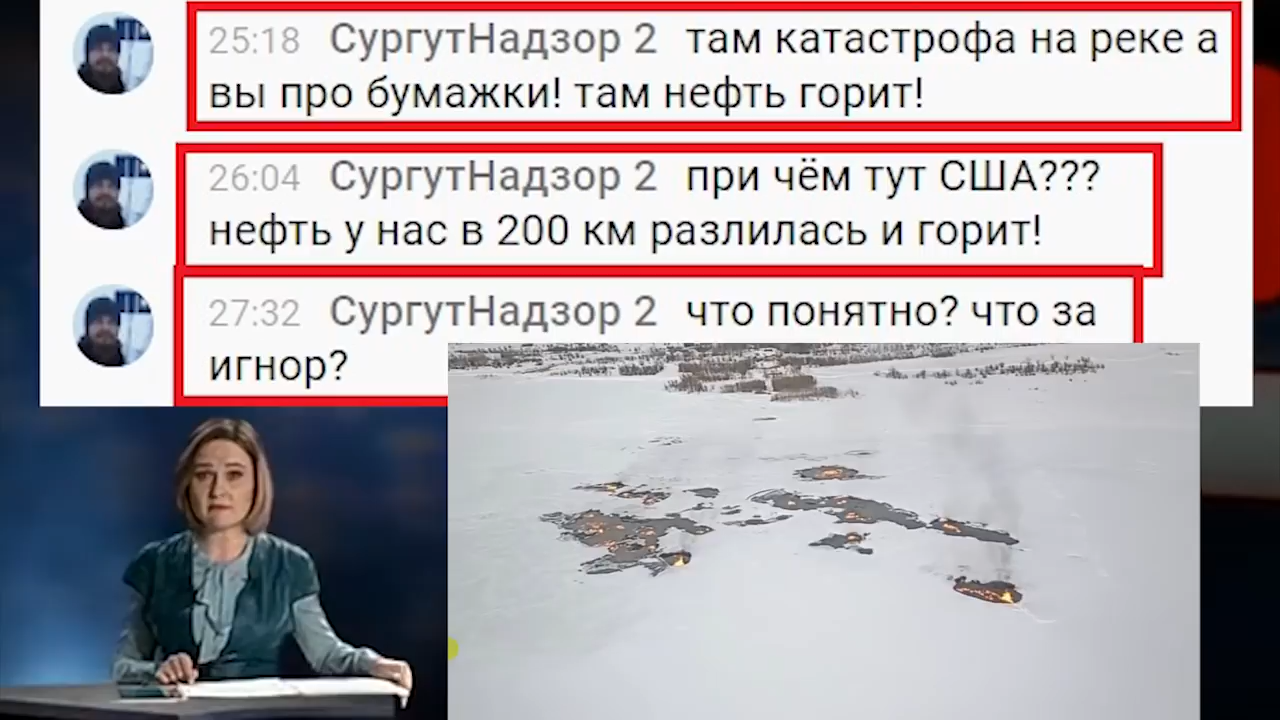 25:18 СургутНадзор 2 там катастрофа на реке а
вы про бумажки! там нефть горит!
26:04 СургутНадзор 2 при чём тут США???
нефть у нас в 200 км разлилась и горит!
27:32 СургутНадзор 2 что понятно? что за
игнор?